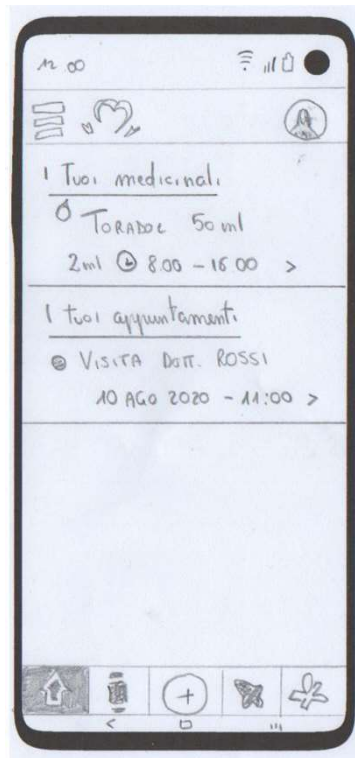 12 00
I Tuoi medicinali
TORADOL 50 ml
2ml 8.00 - 16 00 >
I tuoi appuntamenti
VISITA DOTT. ROSSI
10 AGO 2020 - 11:00 >